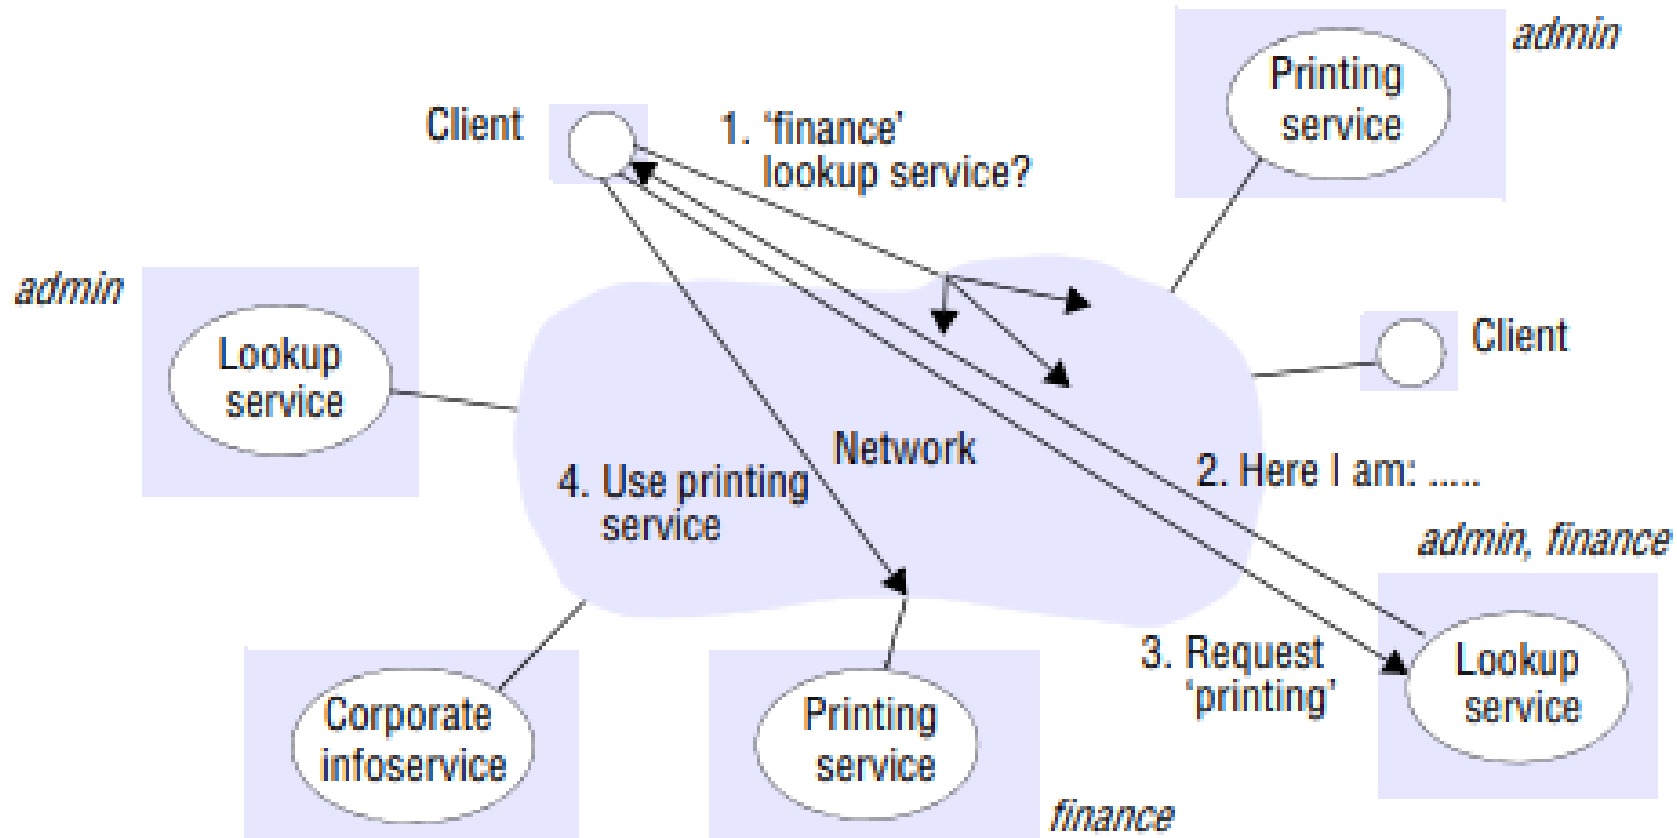 admin
Printing
service
Client
1. ‘finance’
lookup service?
admin
Lookup
service
Client
Network
4. Use printing
service
2. Here I am: .....
admin, finance
3. Request
‘printing’
Lookup
service
Corporate
infoservice
Printing
service
finance